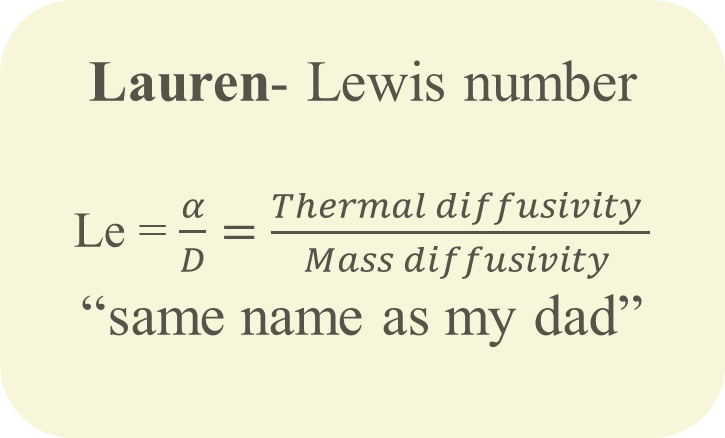 Lauren- Lewis number
Le = α/D = Thermal diffusivity/Mass diffusivity
“same name as my dad”